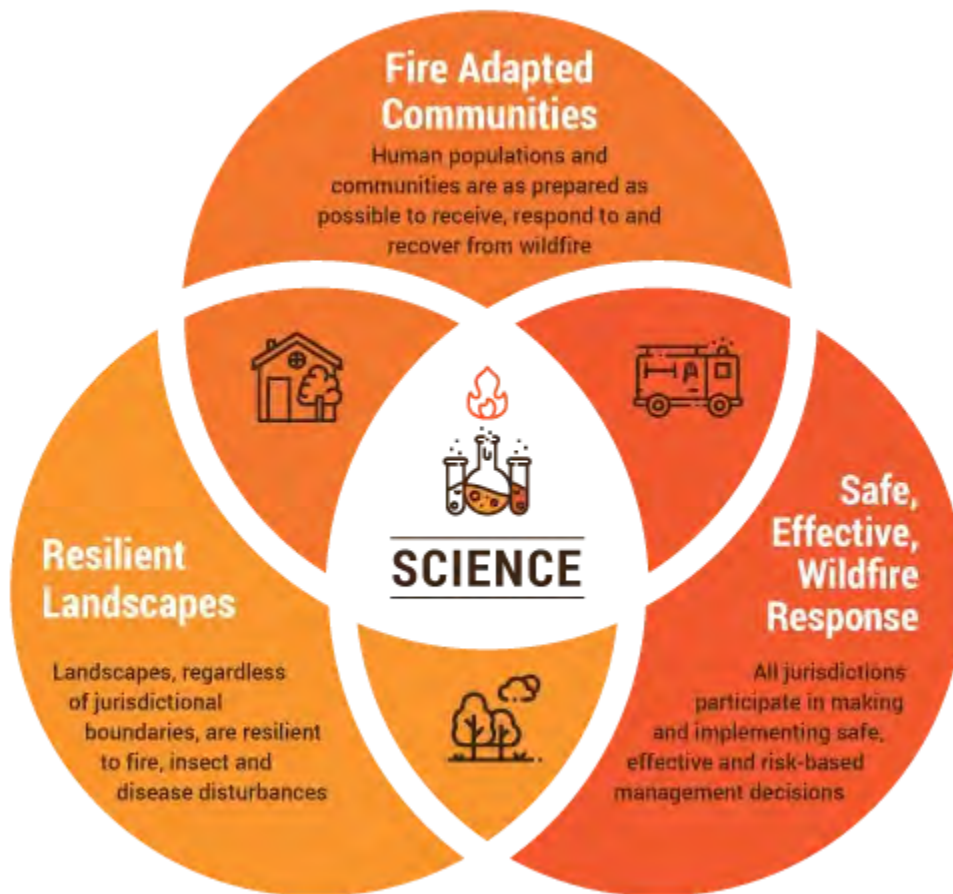 Fire Adapted
Communities
Human populations and
communities are as prepared as
possible to receive, respond to and
recover from wildfire
SCIENCE
Resilient
Landscapes
Landscapes, regardless
of jurisdictional
boundaries, are resilient
to fire, insect and
disease disturbances
Safe,
Effective,
Wildfire
Response
All jurisdictions
participate in making
and implementing safe,
effective and risk-based
management decisions